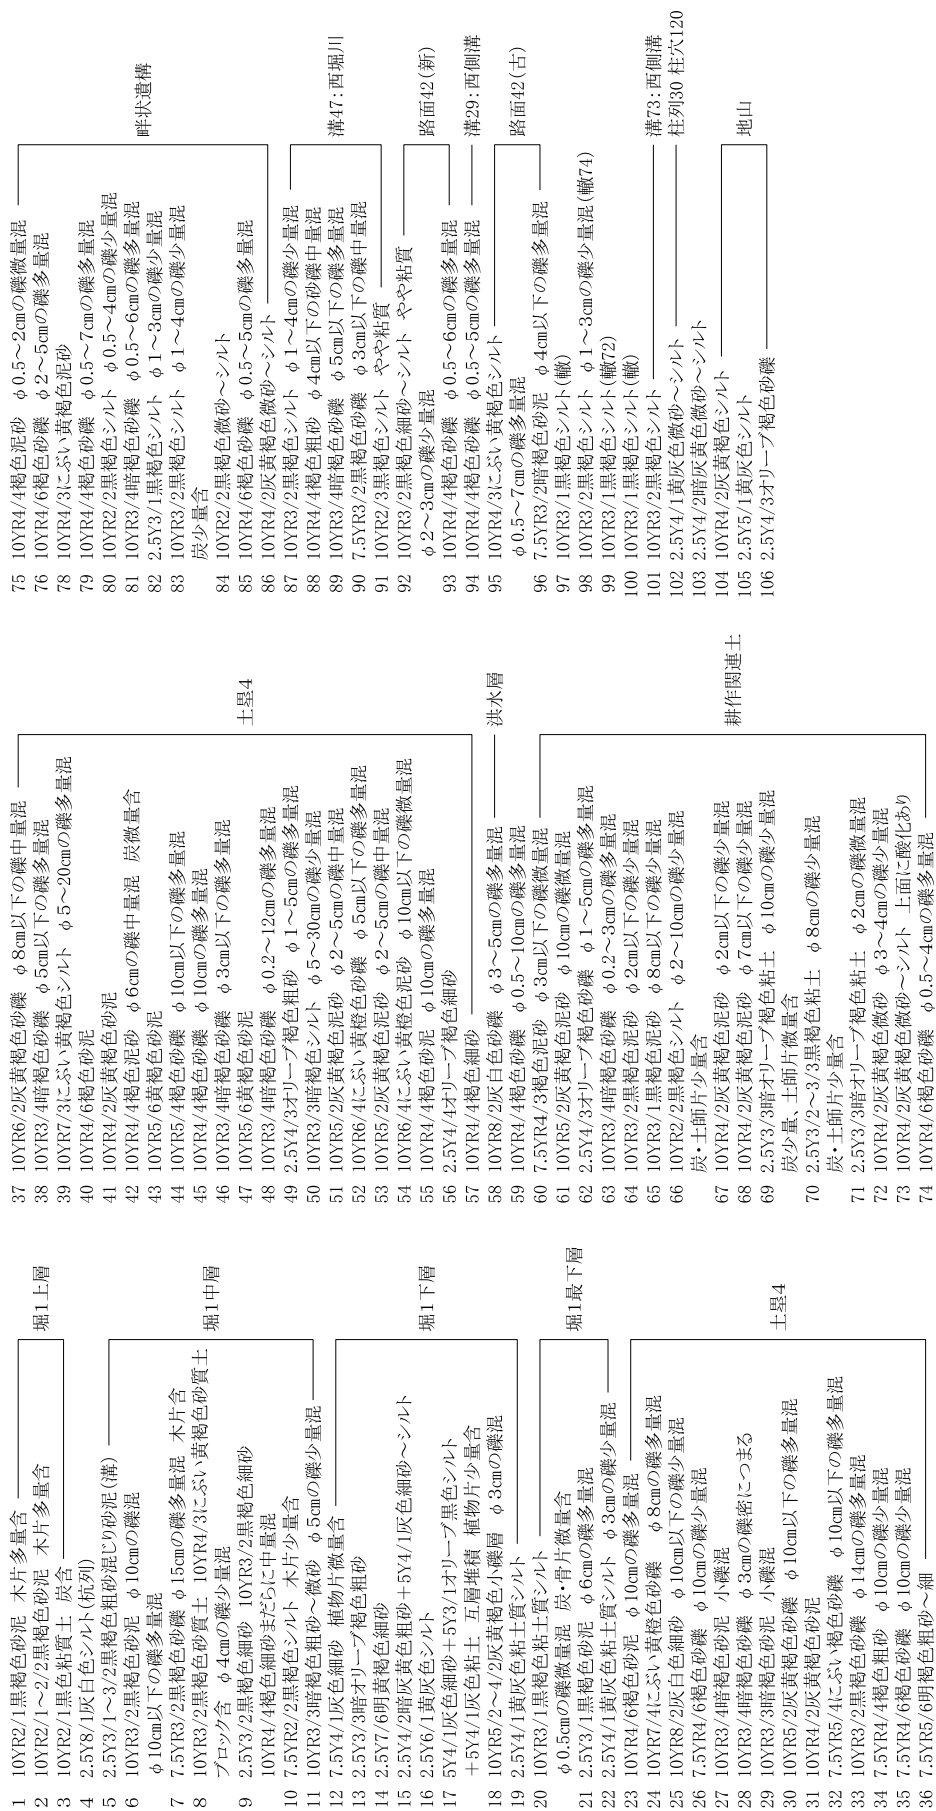 1 10YR2/1黒褐色砂泥 木片多量含
2 10YR2/1～2/2黒褐色砂泥 木片多量含
3 10YR2/1黒色粘質土 炭含
堀1上層
4 2.5Y8/1灰白色シルト(杭列)
5 2.5Y3/1～3/2黒褐色粗砂混じり砂泥(溝)
6 10YR3/2黒褐色砂泥 φ10cmの礫混
φ10cm以下の礫多量混
7 7.5YR3/2黒褐色砂礫 φ15cmの礫多量混 木片含
8 10YR3/2黒褐色砂質土 10YR4/3にぶい黄褐色砂質土
ブロック含 φ4cmの礫少量混
9 2.5Y3/2黒褐色細砂 10YR3/2黒褐色細砂
10YR4/4褐色細砂まだらに中量混
10 7.5YR2/2黒褐色シルト 木片少量含
11 10YR3/3暗褐色粗砂～微砂 φ5cmの礫少量混
堀1中層
12 7.5Y4/1灰色細砂 植物片微量含
13 2.5Y3/3暗オリーブ褐色粗砂
14 2.5Y7/6明黄褐色細砂
15 2.5Y4/2暗灰黄色粗砂+5Y4/1灰色細砂～シルト
16 2.5Y6/1黄灰色シルト
17 5Y4/1灰色細砂+5Y3/1オリーブ黒色シルト
+5Y4/1灰色粘土 互層堆積 植物片少量含
18 10YR5/2～4/2灰黄褐色小礫層 φ3cmの礫混
19 2.5Y4/1黄灰色粘土質シルト
堀1下層
20 10YR3/1黒褐色粘土質シルト
φ0.5cmの礫微量混 炭・骨片微量含
21 2.5Y3/1黒褐色砂泥 φ6cmの礫多量混
22 2.5Y4/1黄灰色粘土質シルト φ3cmの礫少量混
堀1最下層
23 10YR4/6褐色砂泥 φ10cmの礫多量混
24 10YR7/4にぶい黄橙色砂礫 φ8cmの礫多量混
25 10YR8/2灰白色細砂 φ10cm以下の礫少量混
26 7.5YR4/6褐色砂礫 φ10cmの礫少量混
27 10YR3/4暗褐色砂泥 小礫混
28 10YR3/4暗褐色砂礫 φ3cmの礫密につまる
29 10YR3/3暗褐色砂泥 小礫混
30 10YR5/2灰黄褐色砂礫 φ10cm以下の礫多量混
31 10YR4/2灰黄褐色砂泥
32 7.5YR5/4にぶい褐色砂礫 φ10cm以下の礫多量混
33 10YR3/2黒褐色砂礫 φ14cmの礫多量混
34 7.5YR4/4褐色粗砂 φ10cmの礫少量混
35 7.5YR4/6褐色砂礫 φ10cmの礫多量混
36 7.5YR5/6明褐色粗砂～細
土塁4
37 10YR6/2灰黄褐色砂礫 φ8cm以下の礫中量混
38 10YR3/4暗褐色砂礫 φ5cm以下の礫多量混
39 10YR7/3にぶい黄褐色シルト φ5～20cmの礫多量混
40 10YR4/6褐色砂泥
41 10YR4/2灰黄褐色砂泥
42 10YR4/4褐色泥砂 φ6cmの礫中量混 炭微量含
43 10YR5/6黄褐色砂泥
44 10YR5/4褐色砂礫 φ10cm以下の礫多量混
45 10YR4/4褐色砂礫 φ10cmの礫多量混
46 10YR3/4暗褐色砂礫 φ3cm以下の礫多量混
47 10YR5/6黄褐色砂泥
48 10YR3/4暗褐色砂礫 φ0.2～12cmの礫多量混
49 2.5Y4/3オリーブ褐色粗砂 φ1～5cmの礫多量混
50 10YR3/3暗褐色シルト φ5～30cmの礫少量混
51 10YR5/2灰黄褐色泥砂 φ2～5cmの礫中量混
52 10YR6/4にぶい黄橙色砂礫 φ5cm以下の礫多量混
53 10YR5/2灰黄褐色泥砂 φ2～5cmの礫中量混
54 10YR6/4にぶい黄橙色泥砂 φ10cm以下の礫微量混
55 10YR4/4褐色砂泥 φ10cmの礫多量混
56 2.5Y4/4オリーブ褐色細砂
57 10YR4/4褐色細砂
土塁4
58 10YR8/2灰白色砂礫 φ3～5cmの礫多量混
洪水層
59 10YR4/4褐色砂礫 φ0.5～10cmの礫多量混
60 7.5YR4/3褐色泥砂 φ3cm以下の礫微量混
61 10YR5/2灰黄褐色泥砂 φ10cmの礫微量混
62 2.5Y4/3オリーブ褐色砂礫 φ1～5cmの礫多量混
63 10YR3/4暗褐色砂礫 φ0.2～3cmの礫多量混
64 10YR3/2黒褐色泥砂 φ2cm以下の礫少量混
65 10YR3/1黒褐色泥砂 φ8cm以下の礫少量混
66 10YR2/2黒褐色シルト φ2～10cmの礫少量混
炭・土師片少量含
67 10YR4/2灰黄褐色砂泥 φ2cm以下の礫少量混
68 10YR4/2灰黄褐色泥砂 φ7cm以下の礫少量混
69 2.5Y3/3暗オリーブ褐色粘土 φ10cmの礫少量混
炭少量、土師片微量含
70 2.5Y3/2～3/3黒褐色粘土 φ8cmの礫少量混
炭・土師片少量含
71 2.5Y3/3暗オリーブ褐色粘土 φ2cmの礫微量混
72 10YR4/2灰黄褐色微砂 φ3～4cmの礫少量混
73 10YR4/2灰黄褐色微砂～シルト 上面に酸化あり
74 10YR4/6褐色砂礫 φ0.5～4cmの礫多量混
耕作関連土
75 10YR4/4褐色泥砂 φ0.5～2cmの礫微量混
76 10YR4/6褐色砂礫 φ2～5cmの礫多量混
78 10YR4/3にぶい黄褐色泥砂
79 10YR4/4褐色砂礫 φ0.5～7cmの礫多量混
80 10YR2/2黒褐色シルト φ0.5～4cmの礫少量混
81 10YR3/4暗褐色砂礫 φ0.5～6cmの礫多量混
82 2.5Y3/1黒褐色シルト φ1～3cmの礫少量混
83 10YR3/2黒褐色シルト φ1～4cmの礫少量混
炭少量含
84 10YR2/2黒褐色微砂～シルト
85 10YR4/6褐色砂礫 φ0.5～5cmの礫多量混
86 10YR4/2灰黄褐色微砂～シルト
畔状遺構
87 10YR3/2黒褐色シルト φ1～4cmの礫少量混
88 10YR4/4褐色粗砂 φ4cm以下の砂礫中量混
89 10YR3/4暗褐色砂礫 φ5cm以下の礫多量混
90 7.5YR3/2黒褐色砂礫 φ3cm以下の礫中量混
91 10YR2/3黒褐色シルト やや粘質
溝47:西堀川
92 10YR3/2黒褐色細砂～シルト やや粘質
φ2～3cmの礫少量混
93 10YR4/4褐色砂礫 φ0.5～6cmの礫多量混
路面42(新)
94 10YR4/4褐色砂礫 φ0.5～5cmの礫多量混
溝29:西側溝
95 10YR4/3にぶい黄褐色シルト
φ0.5～7cmの礫多量混
96 7.5YR3/2暗褐色砂泥 φ4cm以下の礫多量混
路面42(古)
97 10YR3/1黒褐色シルト(轍)
98 10YR3/2黒褐色シルト φ1～3cmの礫少量混(轍74)
99 10YR3/1黒褐色シルト(轍72)
100 10YR3/1黒褐色シルト(轍)
101 10YR3/2黒褐色シルト
溝73:西側溝
102 2.5Y4/1黄灰色微砂～シルト
柱列30 柱穴120
103 2.5Y4/2暗灰黄色微砂～シルト
104 10YR4/2灰黄褐色シルト
105 2.5Y5/1黄灰色シルト
106 2.5Y4/3オリーブ褐色砂礫
地山